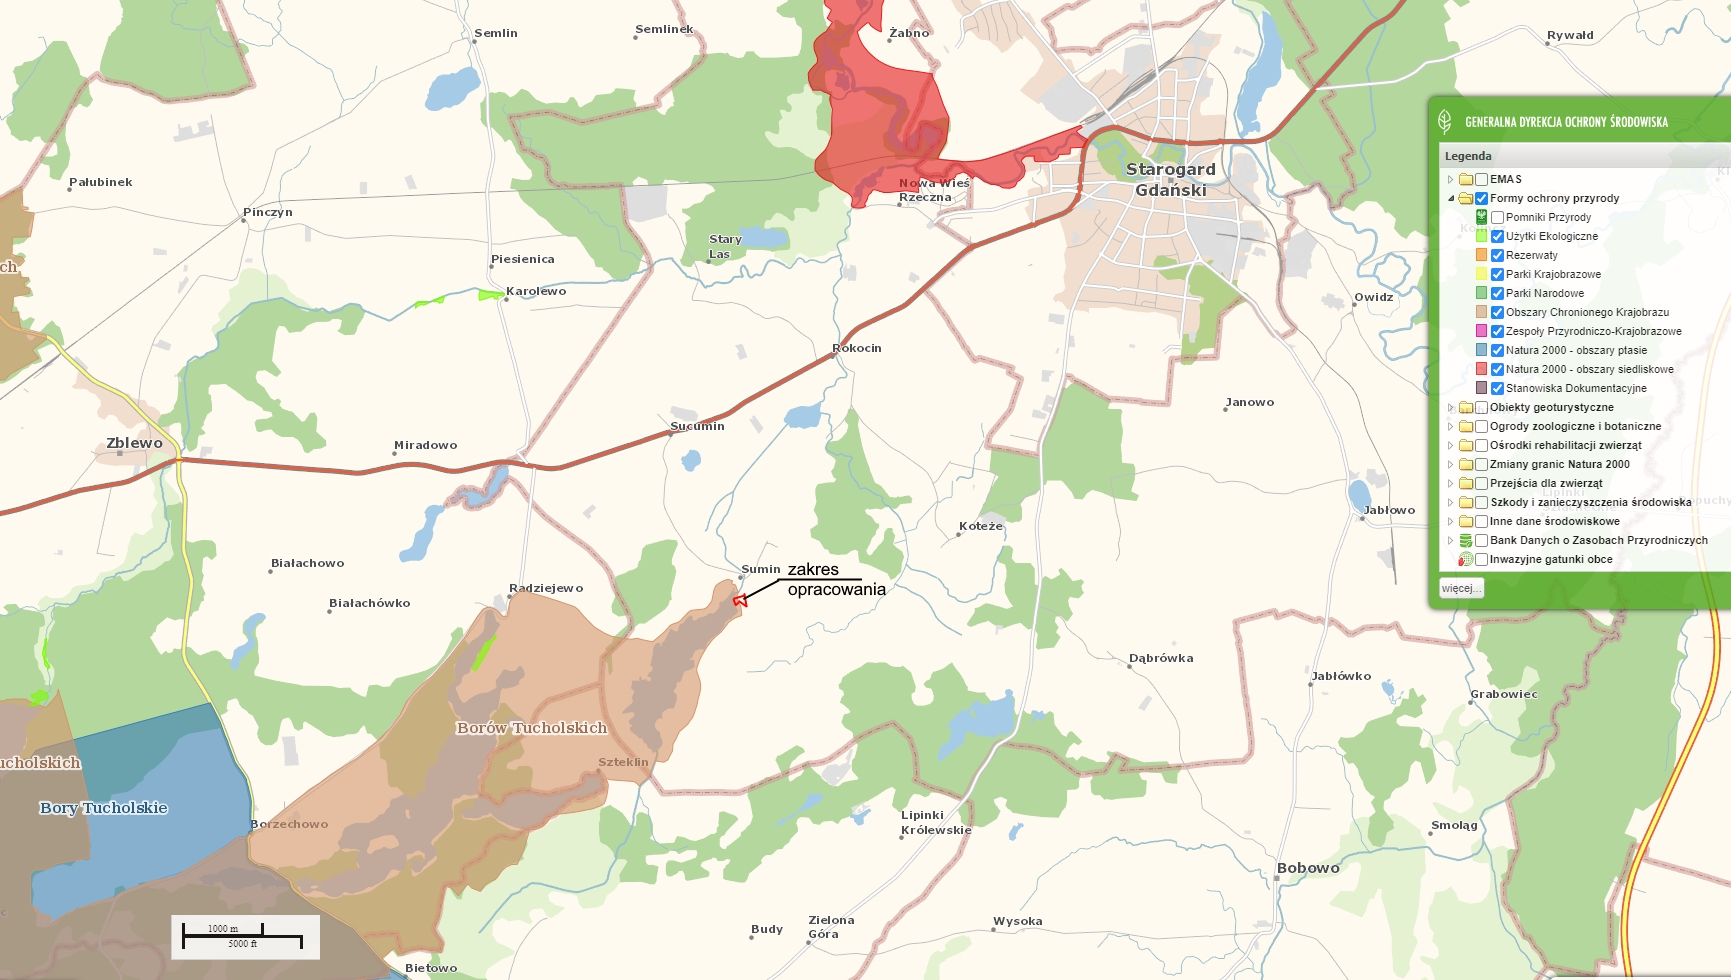 Semlin
Semlinek
Żabno
Rywałd
Pałubinek
Pinczyn
Nowa Wieś
Rzeczna
Starogard
Gdański
Stary
Las
Piesienica
Karolewo
Owidz
ch
Rokocin
Janowo
Zblewo
Miradowo
Sucumin
Jabłowo
Koteże
Białachowo
Sumin
zakres
opracowania
Radziejewo
Białachówko
Dąbrówka
Jabłówko
Grabowiec
Borów Tucholskich
Szteklin
ucholskich
Bory Tucholskie
Borzechowo
Lipinki
Królewskie
Smoląg
Bobowo
Zielona
Góra
Budy
Wysoka
Bietowo
1000 m
5000 ft
GENERALNA DYREKCJA OCHRONY ŚRODOWISKA
Legenda
EMAS
Formy ochrony przyrody
Pomniki Przyrody
Użytki Ekologiczne
Rezerwaty
Parki Krajobrazowe
Parki Narodowe
Obszary Chronionego Krajobrazu
Zespoły Przyrodniczo-Krajobrazowe
Natura 2000 - obszary ptasie
Natura 2000 - obszary siedliskowe
Stanowiska Dokumentacyjne
Obiekty geoturystyczne
Ogrody zoologiczne i botaniczne
Ośrodki rehabilitacji zwierząt
Zmiany granic Natura 2000
Przejścia dla zwierząt
Szkody i zanieczyszczenia środowiska
Inne dane środowiskowe
Bank Danych o Zasobach Przyrodniczych
Inwazyjne gatunki obce
więcej...